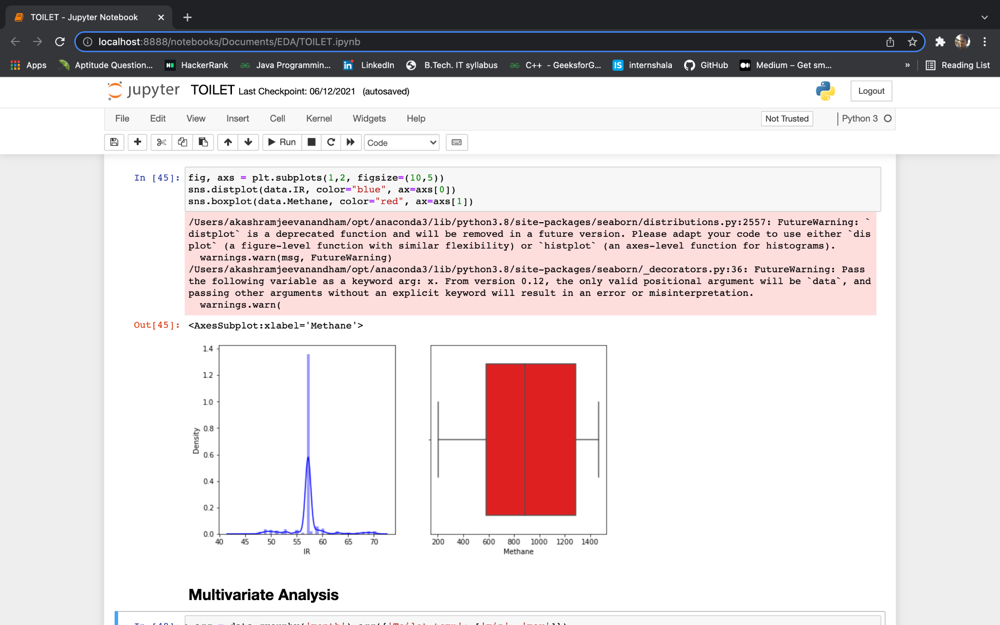 TOILET - Jupyter Notebook
localhost:8888/notebooks/Documents/EDA/TOILET.ipynb
Apps Aptitude Question... HackerRank Java Programmin... LinkedIn B.Tech. IT syllabus C++ - GeeksforG... internshala GitHub Medium – Get sm... » Reading List
jupyter TOILET Last Checkpoint: 06/12/2021 (autosaved) Logout
File Edit View Insert Cell Kernel Widgets Help Not Trusted Python 3
Run Code
In [45]: fig, axs = plt.subplots(1,2, figsize=(10,5))
sns.distplot(data.IR, color="blue", ax=axs[0])
sns.boxplot(data.Methane, color="red", ax=axs[1])
/Users/akashramjeevanandham/opt/anaconda3/lib/python3.8/site-packages/seaborn/distributions.py:2557: FutureWarning: `
distplot` is a deprecated function and will be removed in a future version. Please adapt your code to use either `dis
plot` (a figure-level function with similar flexibility) or `histplot` (an axes-level function for histograms).
warnings.warn(msg, FutureWarning)
/Users/akashramjeevanandham/opt/anaconda3/lib/python3.8/site-packages/seaborn/_decorators.py:36: FutureWarning: Pass
the following variable as a keyword arg: x. From version 0.12, the only valid positional argument will be `data`, and
passing other arguments without an explicit keyword will result in an error or misinterpretation.
warnings.warn(
Out[45]: <AxesSubplot:xlabel='Methane'>
1.4
1.2
1.0
0.8
0.6
0.4
0.2
0.0
Density
40 45 50 55 60 65 70
IR
200 400 600 800 1000 1200 1400
Methane
Multivariate Analysis